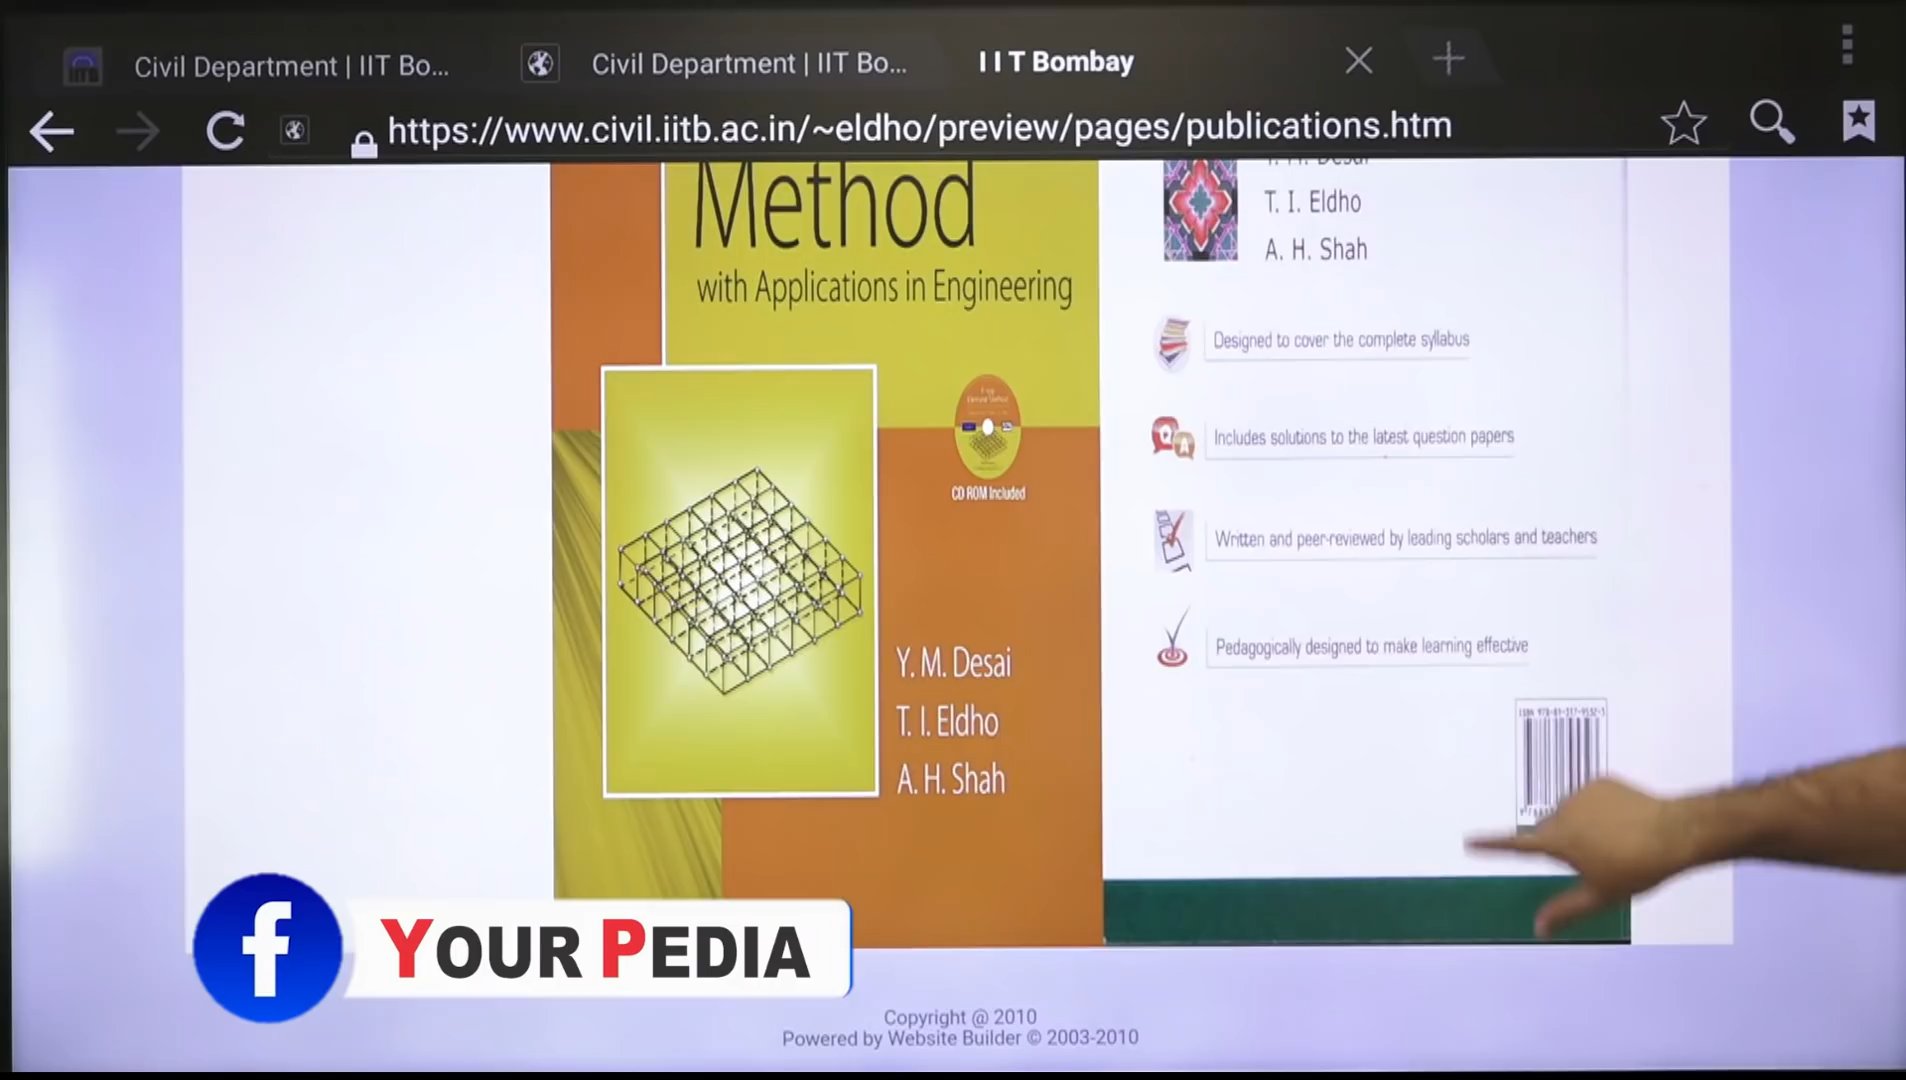 Civil Department | IIT Bo...
Civil Department | IIT Bo...
I I T Bombay
https://www.civil.iitb.ac.in/~eldho/preview/pages/publications.htm
Method
with Applications in Engineering
CD ROM Included
Y. M. Desai
T. I. Eldho
A. H. Shah
T. I. Eldho
A. H. Shah
Designed to cover the complete syllabus
Q
A
Includes solutions to the latest question papers
Written and peer-reviewed by leading scholars and teachers
Pedagogically designed to make learning effective
f
YOUR PEDIA
Copyright @ 2010
Powered by Website Builder © 2003-2010